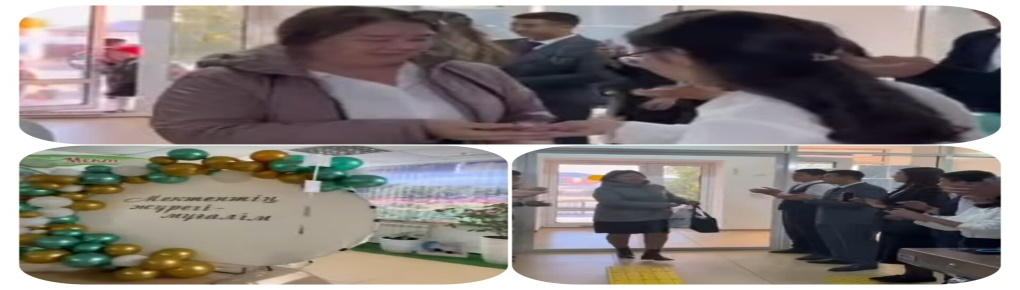 Мектептің
жүрегі -
мұғалім